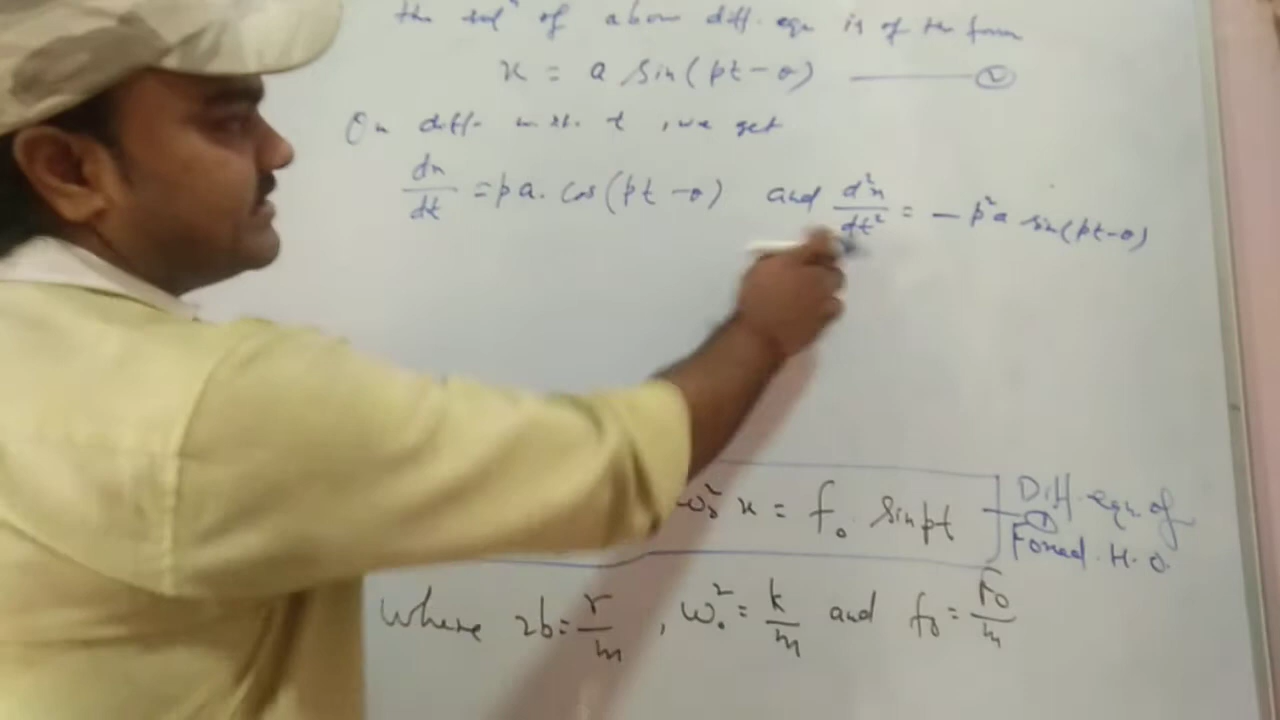 the solⁿ of above diff. eqn is of the form
x = a sin(pt-θ) — (2)
On diff. w.r.t. t, we get
dx/dt = p a. cos(pt-θ) and d²x/dt² = -p²a sin(pt-θ)
ω₀² x = f₀ sin pt — (1) Diff. eqn of Forced. H. O.
Where 2b = r/m, ω₀² = k/m and f₀ = F₀/m